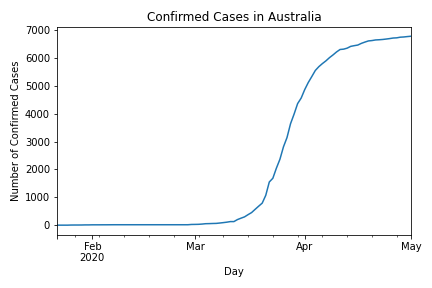 Confirmed Cases in Australia
Number of Confirmed Cases
7000
6000
5000
4000
3000
2000
1000
0
Feb
2020
Mar
Apr
May
Day